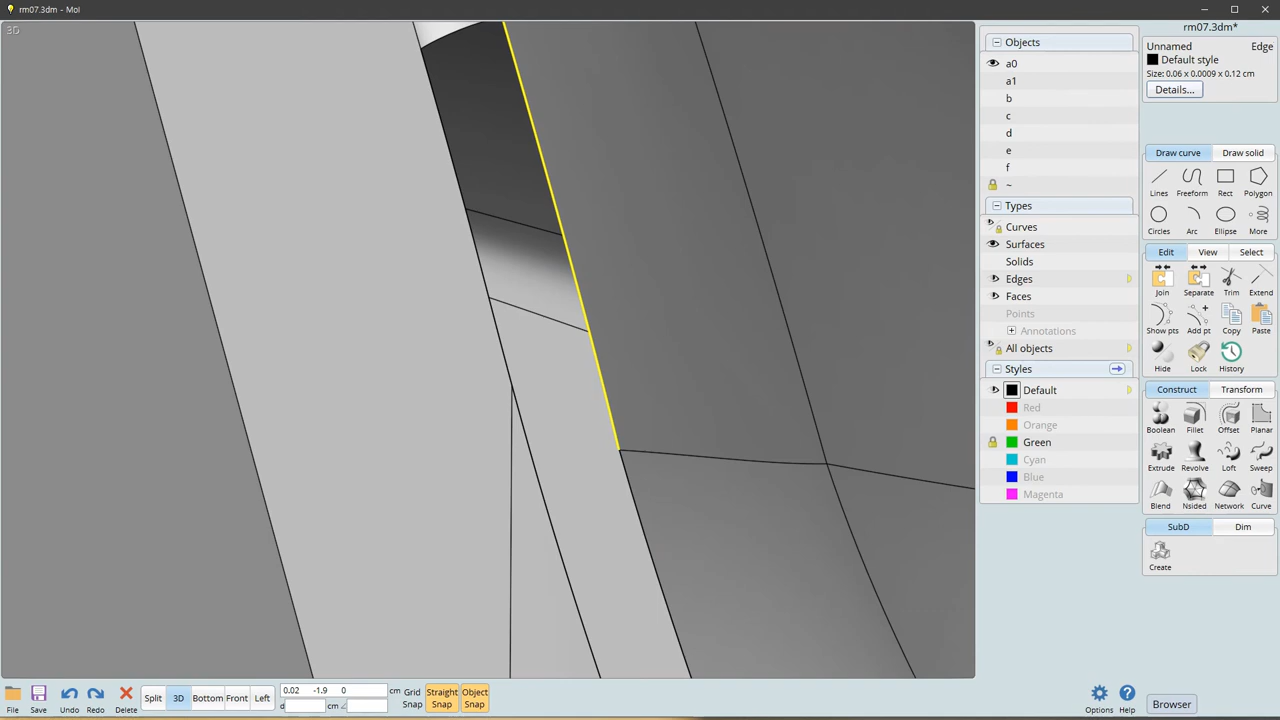 rm07.3dm - MoI
3D
Objects
a0
a1
b
c
d
e
f
~
Types
Curves
Surfaces
Solids
Edges
Faces
Points
Annotations
All objects
Styles
Default
Red
Orange
Green
Cyan
Blue
Magenta
rm07.3dm*
Unnamed Edge
Default style
Size: 0.06 x 0.0009 x 0.12 cm
Details...
Draw curve Draw solid
Lines Freeform Rect Polygon
Circles Arc Ellipse More
Edit View Select
Join Separate Trim Extend
Show pts Add pt Copy Paste
Hide Lock History
Construct Transform
Boolean Fillet Offset Planar
Extrude Revolve Loft Sweep
Blend Nsided Network Curve
SubD Dim
Create
File Save Undo Redo Delete Split 3D Bottom Front Left
0.02 -1.9 0 cm
d cm
Grid Snap
Straight Snap
Object Snap
Options Help Browser